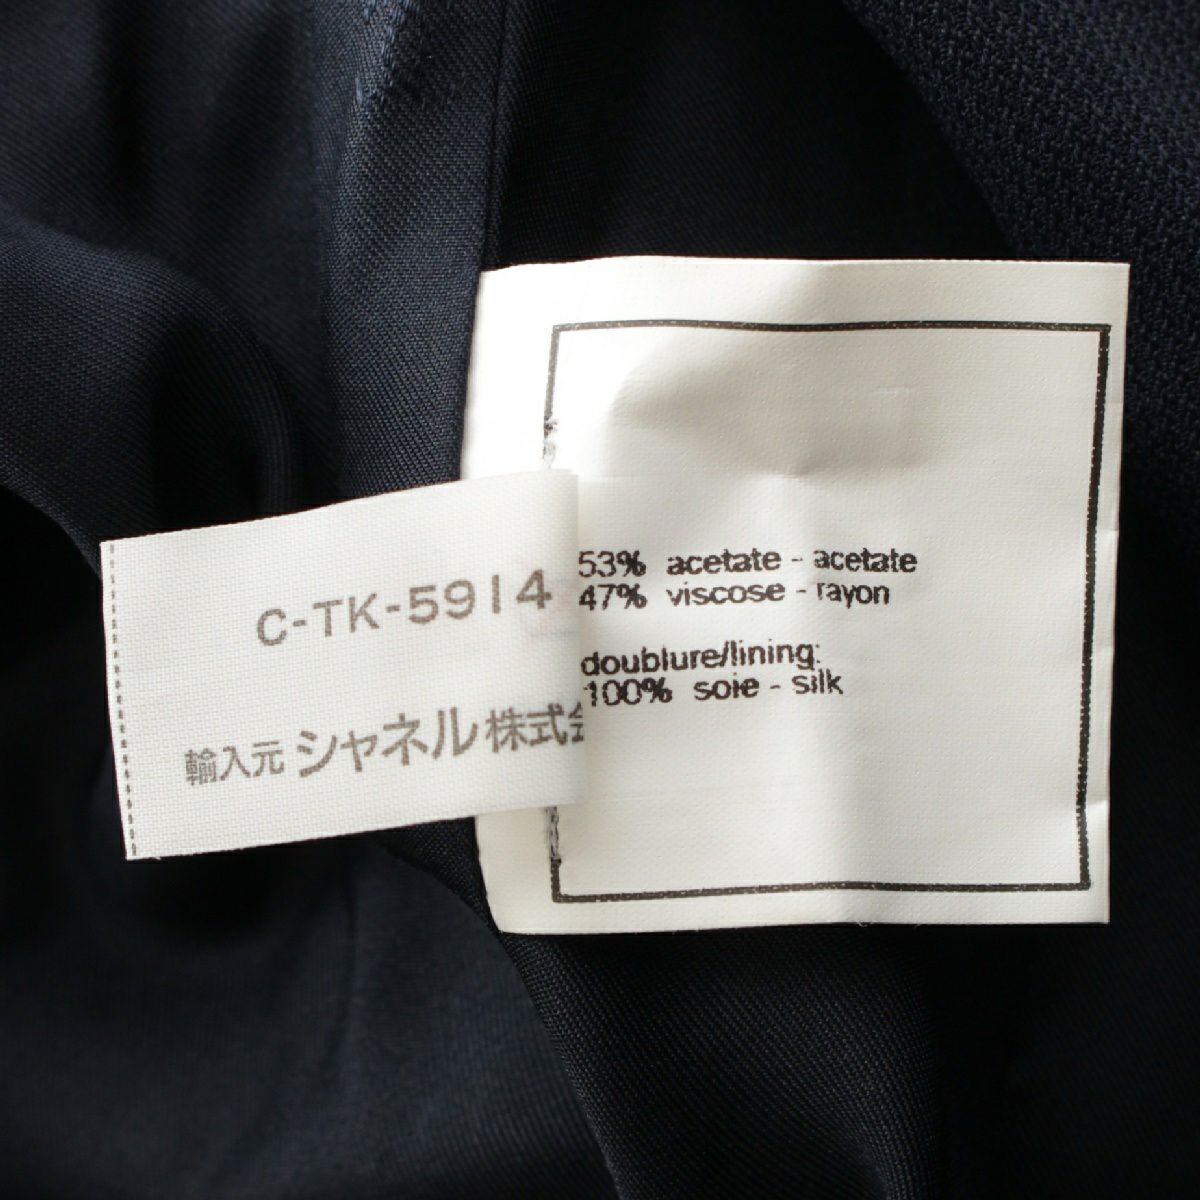 C-TK-5914
輸入元 シャネル株式会
53% acetate - acetate
47% viscose - rayon
doublure/lining:
100% soie - silk